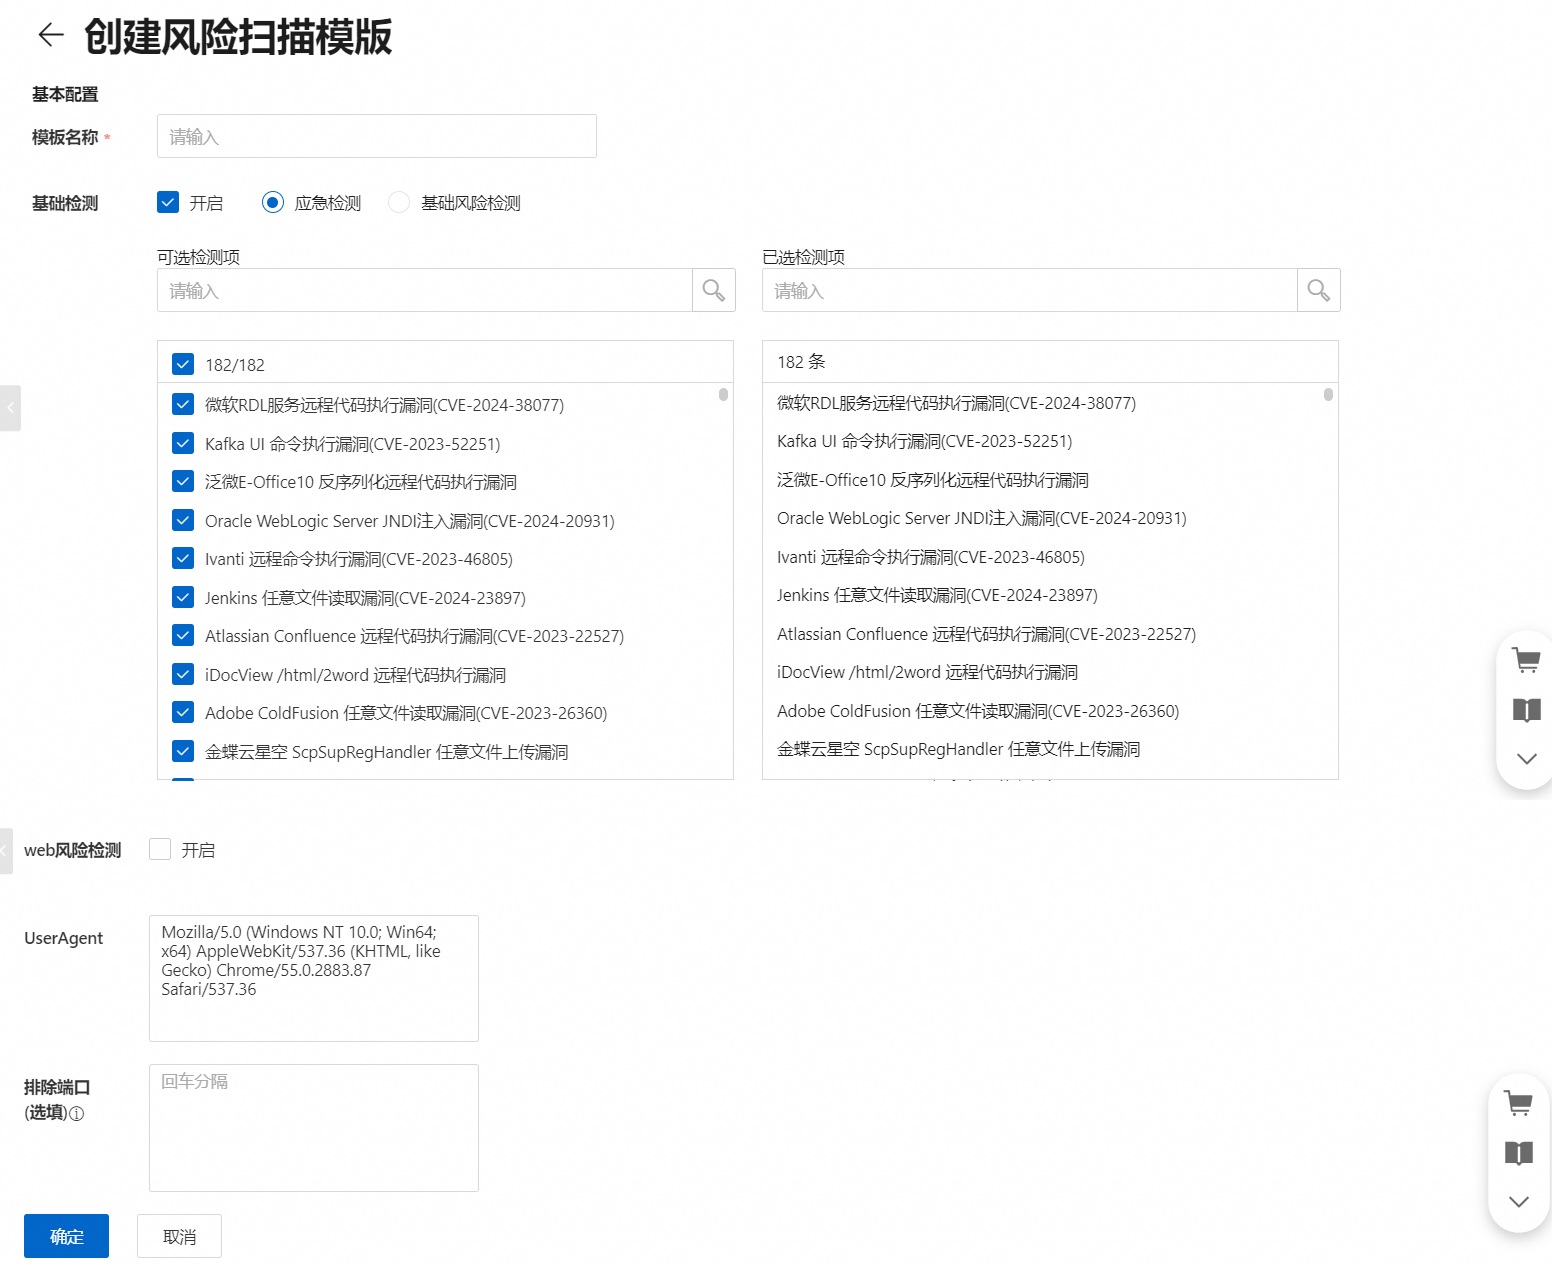 创建风险扫描模版
基本配置
模板名称 *
请输入
基础检测
开启
应急检测
基础风险检测
可选检测项
请输入
182/182
微软RDL服务远程代码执行漏洞(CVE-2024-38077)
Kafka UI 命令执行漏洞(CVE-2023-52251)
泛微E-Office10 反序列化远程代码执行漏洞
Oracle WebLogic Server JNDI注入漏洞(CVE-2024-20931)
Ivanti 远程命令执行漏洞(CVE-2023-46805)
Jenkins 任意文件读取漏洞(CVE-2024-23897)
Atlassian Confluence 远程代码执行漏洞(CVE-2023-22527)
iDocView /html/2word 远程代码执行漏洞
Adobe ColdFusion 任意文件读取漏洞(CVE-2023-26360)
金蝶云星空 ScpSupRegHandler 任意文件上传漏洞
已选检测项
请输入
182 条
微软RDL服务远程代码执行漏洞(CVE-2024-38077)
Kafka UI 命令执行漏洞(CVE-2023-52251)
泛微E-Office10 反序列化远程代码执行漏洞
Oracle WebLogic Server JNDI注入漏洞(CVE-2024-20931)
Ivanti 远程命令执行漏洞(CVE-2023-46805)
Jenkins 任意文件读取漏洞(CVE-2024-23897)
Atlassian Confluence 远程代码执行漏洞(CVE-2023-22527)
iDocView /html/2word 远程代码执行漏洞
Adobe ColdFusion 任意文件读取漏洞(CVE-2023-26360)
金蝶云星空 ScpSupRegHandler 任意文件上传漏洞
web风险检测
开启
UserAgent
Mozilla/5.0 (Windows NT 10.0; Win64;
x64) AppleWebKit/537.36 (KHTML, like
Gecko) Chrome/55.0.2883.87
Safari/537.36
排除端口
(选填)
回车分隔
确定
取消